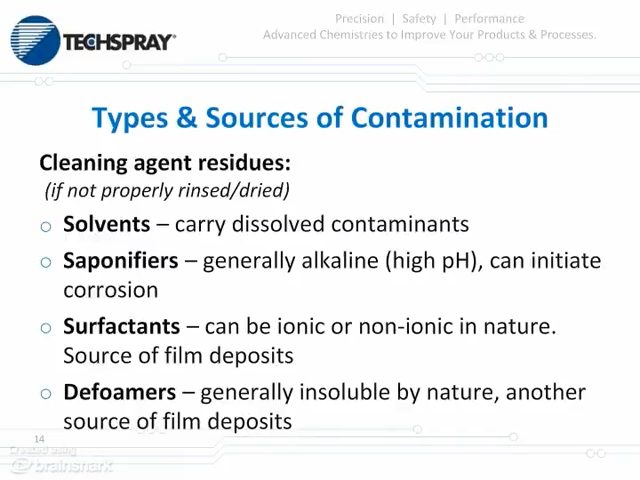 Precision | Safety | Performance
TECHSPRAY®
Advanced Chemistries to Improve Your Products & Processes.
Types & Sources of Contamination
Cleaning agent residues:
(if not properly rinsed/dried)
○ Solvents – carry dissolved contaminants
○ Saponifiers – generally alkaline (high pH), can initiate
corrosion
○ Surfactants – can be ionic or non-ionic in nature.
Source of film deposits
○ Defoamers – generally insoluble by nature, another
source of film deposits
14
Created using
brainshark